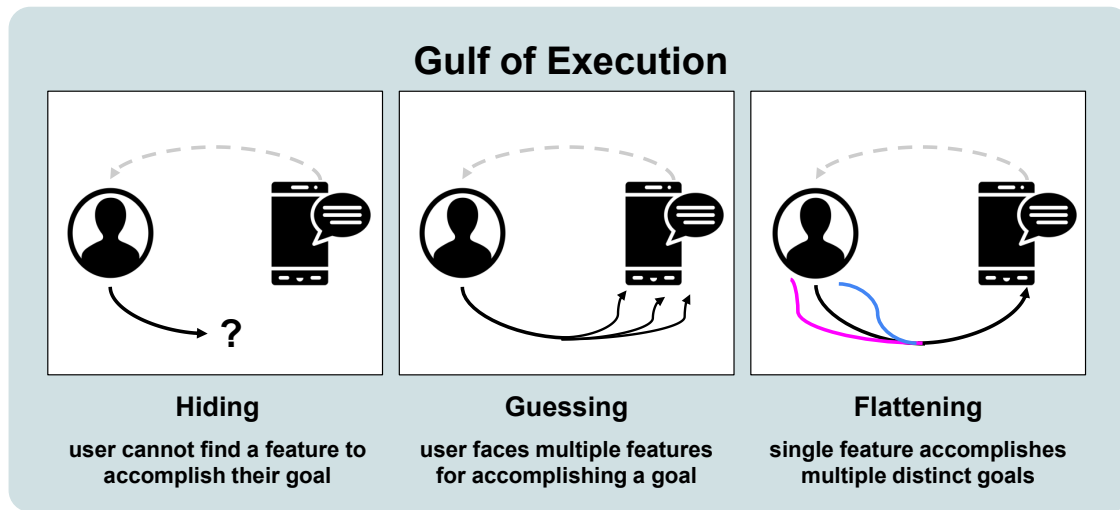 Gulf of Execution
?
Hiding
user cannot find a feature to
accomplish their goal
Guessing
user faces multiple features
for accomplishing a goal
Flattening
single feature accomplishes
multiple distinct goals